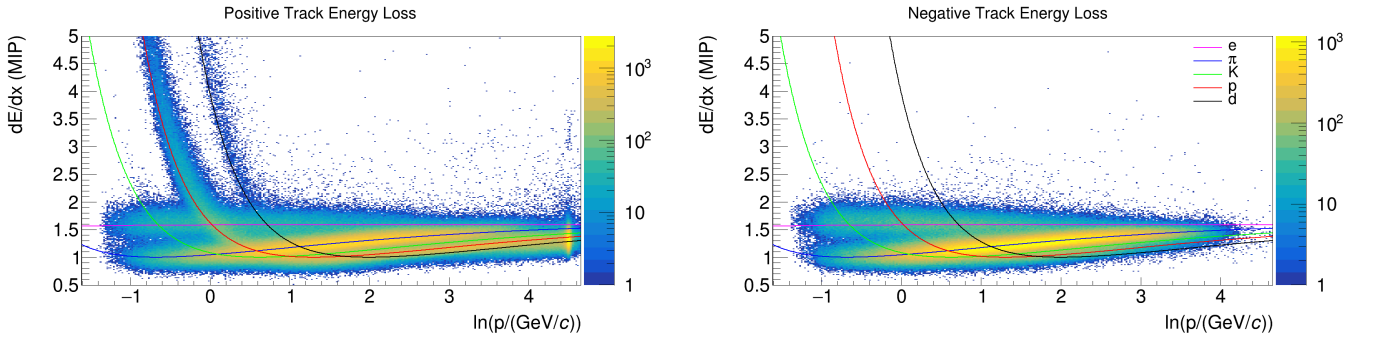 Positive Track Energy Loss
dE/dx (MIP)
5
4.5
4
3.5
3
2.5
2
1.5
1
0.5
−1 0 1 2 3 4
ln(p/(GeV/c))
10³
10²
10
1
Negative Track Energy Loss
dE/dx (MIP)
5
4.5
4
3.5
3
2.5
2
1.5
1
0.5
−1 0 1 2 3 4
ln(p/(GeV/c))
e
π
K
p
d
10³
10²
10
1